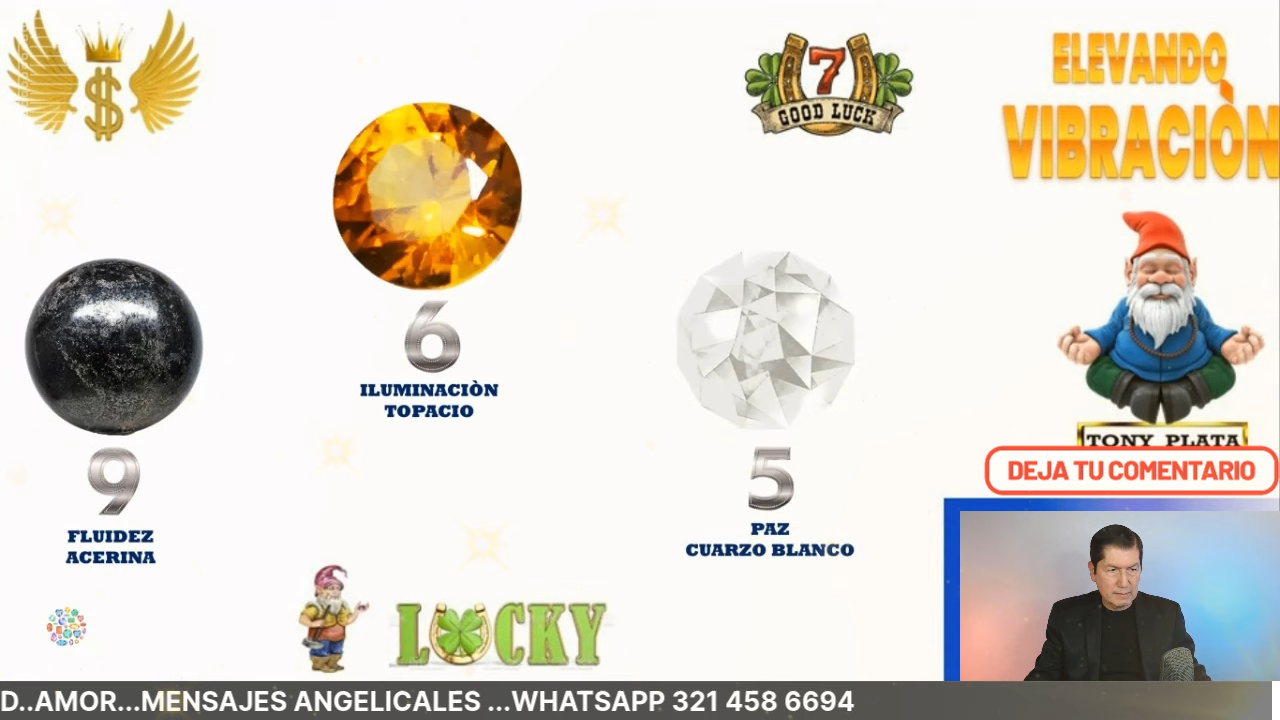 $
7
GOOD LUCK
ELEVANDO
VIBRACIÒN
6
ILUMINACIÒN
TOPACIO
9
FLUIDEZ
ACERINA
5
PAZ
CUARZO BLANCO
TONY PLATA
DEJA TU COMENTARIO
LUCKY
D..AMOR...MENSAJES ANGELICALES ...WHATSAPP 321 458 6694